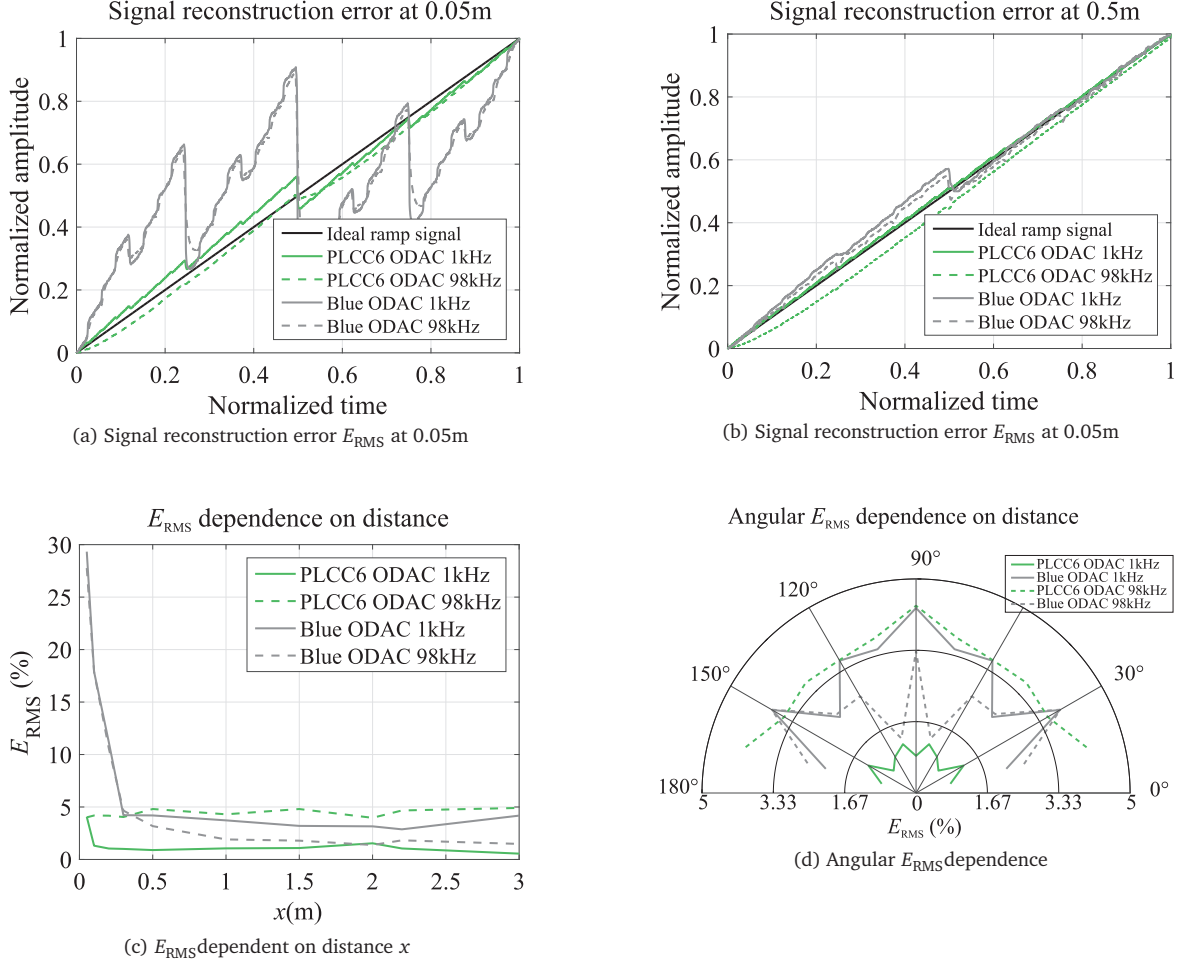 Signal reconstruction error at 0.05m
Normalized amplitude
1
0.8
0.6
0.4
0.2
0
Ideal ramp signal
PLCC6 ODAC 1kHz
PLCC6 ODAC 98kHz
Blue ODAC 1kHz
Blue ODAC 98kHz
0 0.2 0.4 0.6 0.8 1
Normalized time
(a) Signal reconstruction error E_RMS at 0.05m
Signal reconstruction error at 0.5m
Normalized amplitude
1
0.8
0.6
0.4
0.2
0
Ideal ramp signal
PLCC6 ODAC 1kHz
PLCC6 ODAC 98kHz
Blue ODAC 1kHz
Blue ODAC 98kHz
0 0.2 0.4 0.6 0.8 1
Normalized time
(b) Signal reconstruction error E_RMS at 0.05m
E_RMS dependence on distance
E_RMS (%)
30
25
20
15
10
5
0
PLCC6 ODAC 1kHz
PLCC6 ODAC 98kHz
Blue ODAC 1kHz
Blue ODAC 98kHz
0 0.5 1 1.5 2 2.5 3
x(m)
(c) E_RMS dependent on distance x
Angular E_RMS dependence on distance
PLCC6 ODAC 1kHz
Blue ODAC 1kHz
PLCC6 ODAC 98kHz
Blue ODAC 98kHz
90°
120°
150° 30°
180° 0°
5 3.33 1.67 0 1.67 3.33 5
E_RMS (%)
(d) Angular E_RMS dependence